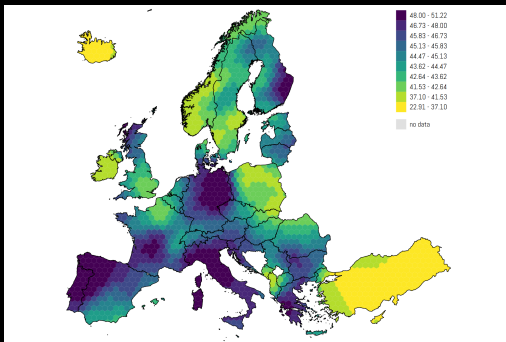 48.00 - 51.22
46.73 - 48.00
45.83 - 46.73
45.13 - 45.83
44.47 - 45.13
43.62 - 44.47
42.64 - 43.62
41.53 - 42.64
37.10 - 41.53
22.91 - 37.10
no data